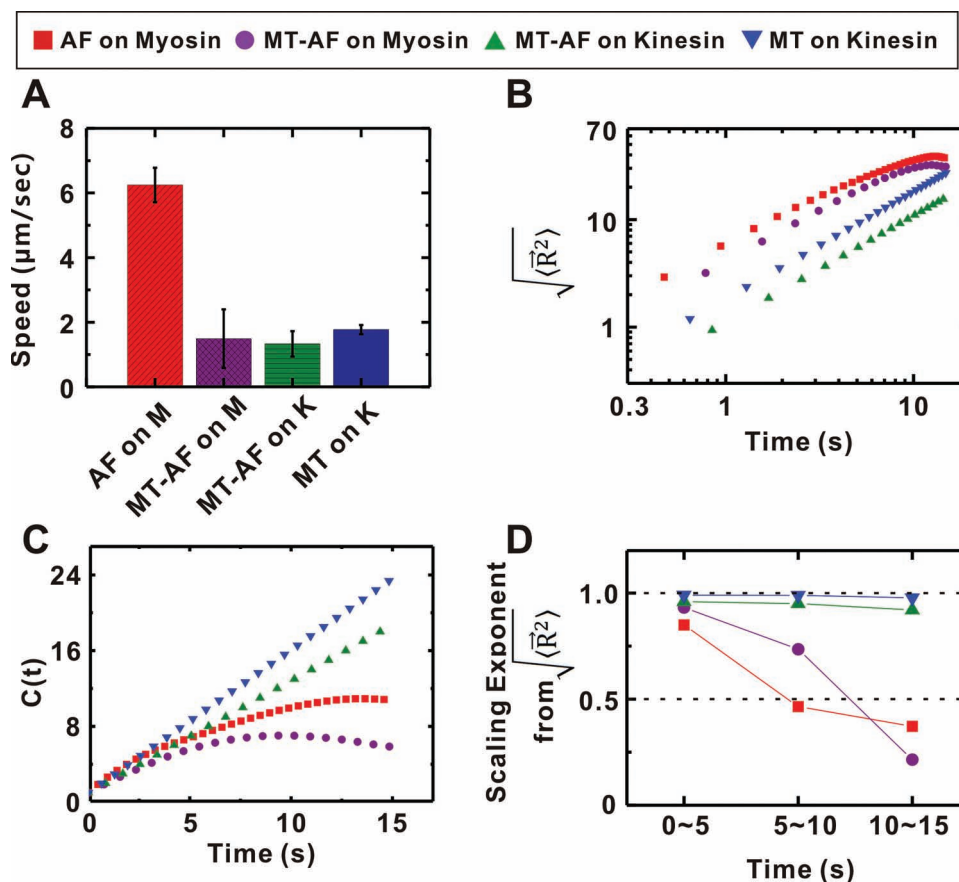 AF on Myosin MT-AF on Myosin MT-AF on Kinesin MT on Kinesin
A
Speed (μm/sec)
8
6
4
2
0
AF on M
MT-AF on M
MT-AF on K
MT on K
B
√⟨R⃗²⟩
70
10
1
0.3
1
10
Time (s)
C
C(t)
24
16
8
0
0
5
10
15
Time (s)
D
Scaling Exponent
from √⟨R⃗²⟩
1.0
0.5
0.0
0~5
5~10
10~15
Time (s)